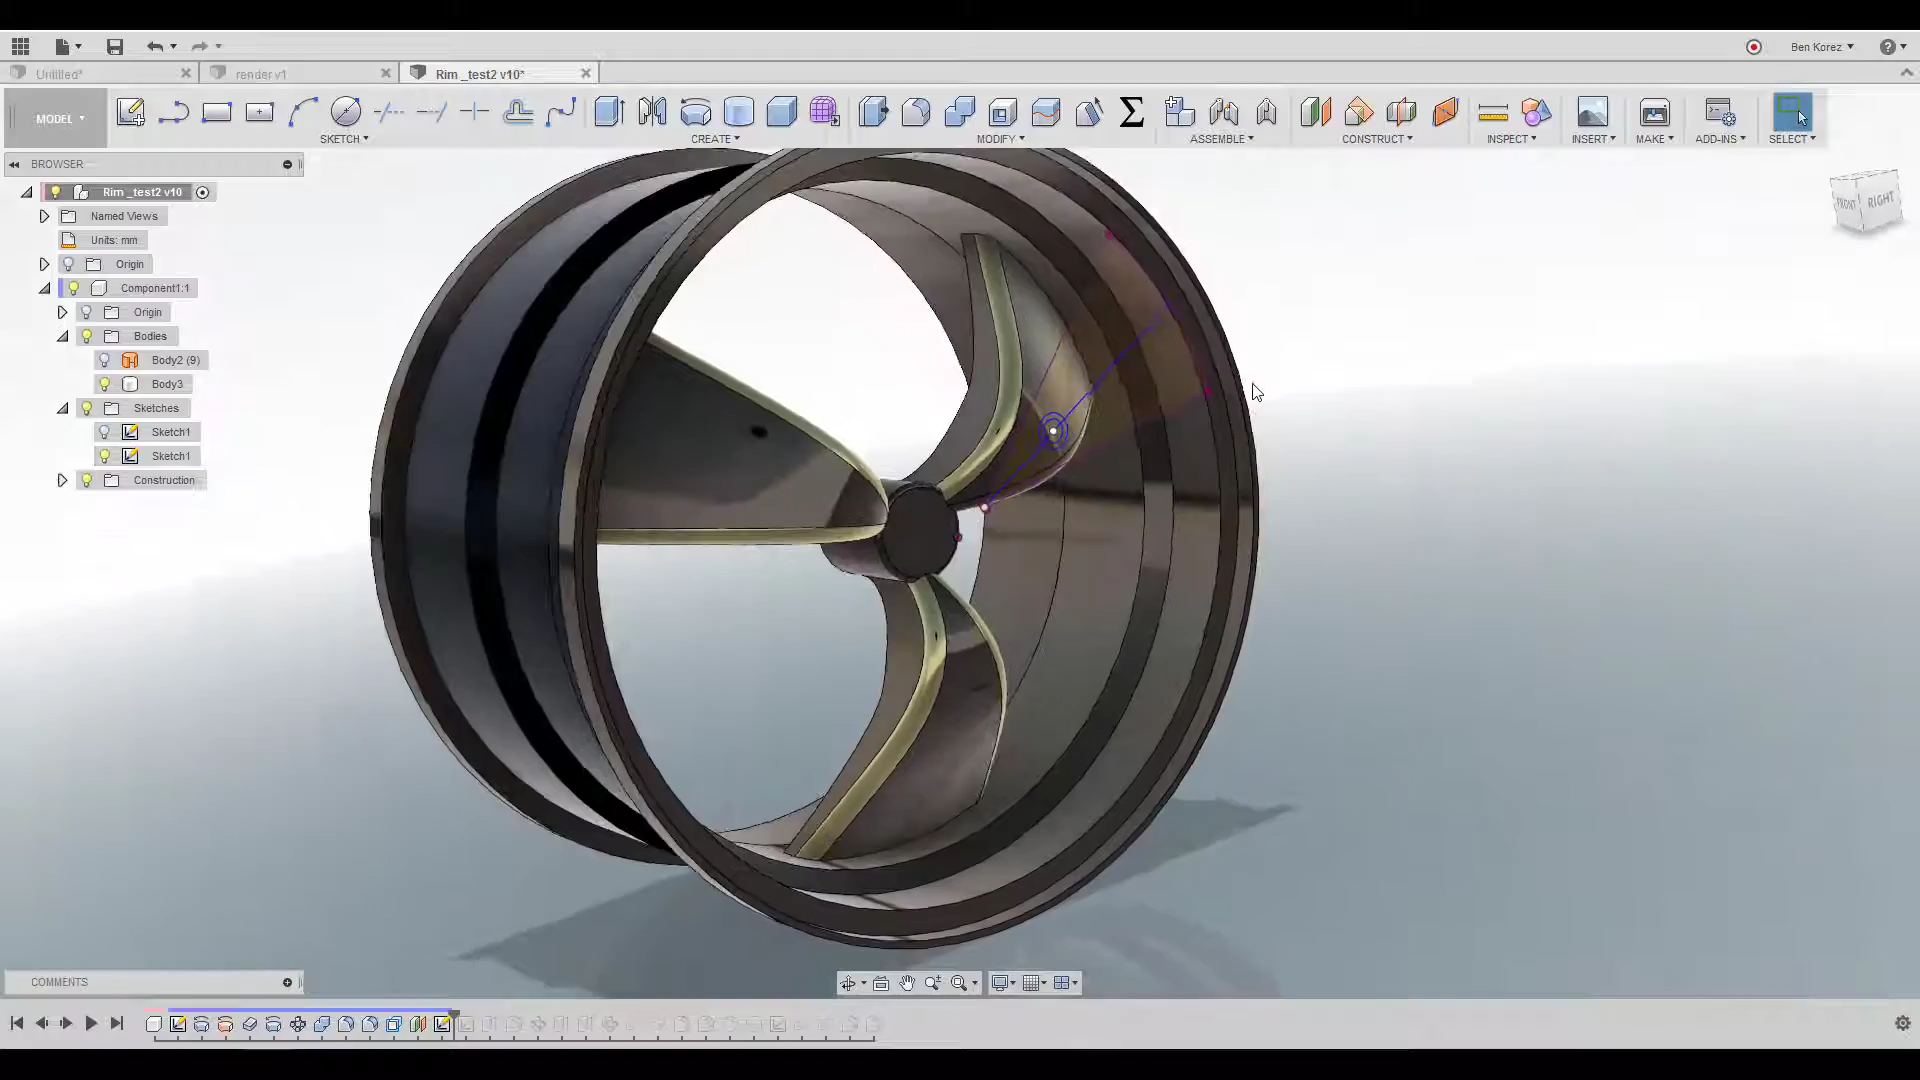 Ben Korez
Untitled*
render v1
Rim _test2 v10*
MODEL
SKETCH
CREATE
MODIFY
ASSEMBLE
CONSTRUCT
INSPECT
INSERT
MAKE
ADD-INS
SELECT
BROWSER
Rim _test2 v10
Named Views
Units: mm
Origin
Component1:1
Origin
Bodies
Body2 (9)
Body3
Sketches
Sketch1
Sketch1
Construction
FRONT
RIGHT
COMMENTS